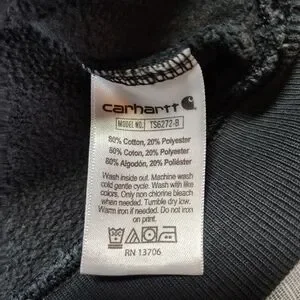 carhartt
MODEL NO.: TS6272-B
80% Cotton, 20% Polyester
60% Coton, 20% Polyester
80% Algodón, 20% Poliéster
Wash inside out. Machine wash
cold gentle cycle. Wash with like
colors. Only non chlorine bleach
when needed. Tumble dry low.
Warm iron if needed. Do not iron
on print.
RN 13706